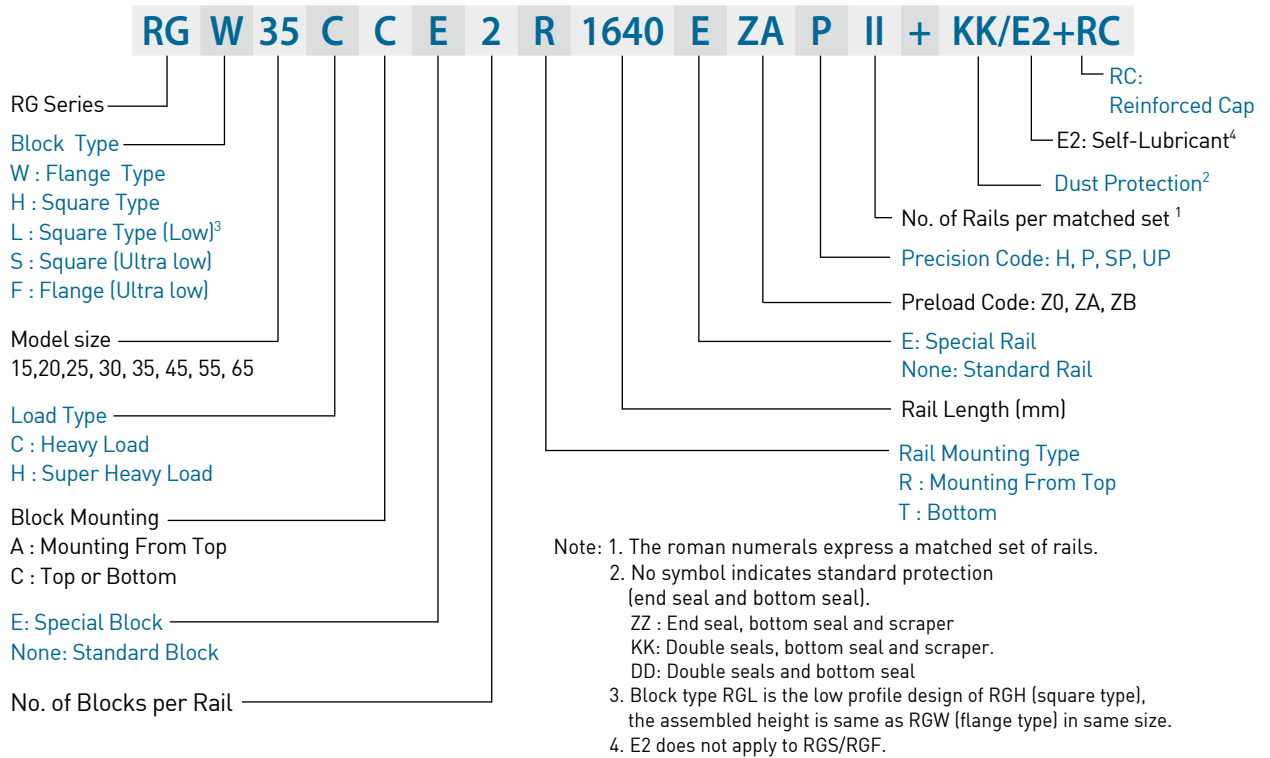 RG W 35 C C E 2 R 1640 E ZA P II + KK/E2+RC
RG Series
Block Type
W : Flange Type
H : Square Type
L : Square Type (Low)3
S : Square (Ultra low)
F : Flange (Ultra low)
Model size
15,20,25, 30, 35, 45, 55, 65
Load Type
C : Heavy Load
H : Super Heavy Load
Block Mounting
A : Mounting From Top
C : Top or Bottom
E: Special Block
None: Standard Block
No. of Blocks per Rail
RC:
Reinforced Cap
E2: Self-Lubricant4
Dust Protection2
No. of Rails per matched set 1
Precision Code: H, P, SP, UP
Preload Code: Z0, ZA, ZB
E: Special Rail
None: Standard Rail
Rail Length (mm)
Rail Mounting Type
R : Mounting From Top
T : Bottom
Note: 1. The roman numerals express a matched set of rails.
2. No symbol indicates standard protection
(end seal and bottom seal).
ZZ : End seal, bottom seal and scraper
KK: Double seals, bottom seal and scraper.
DD: Double seals and bottom seal
3. Block type RGL is the low profile design of RGH (square type),
the assembled height is same as RGW (flange type) in same size.
4. E2 does not apply to RGS/RGF.